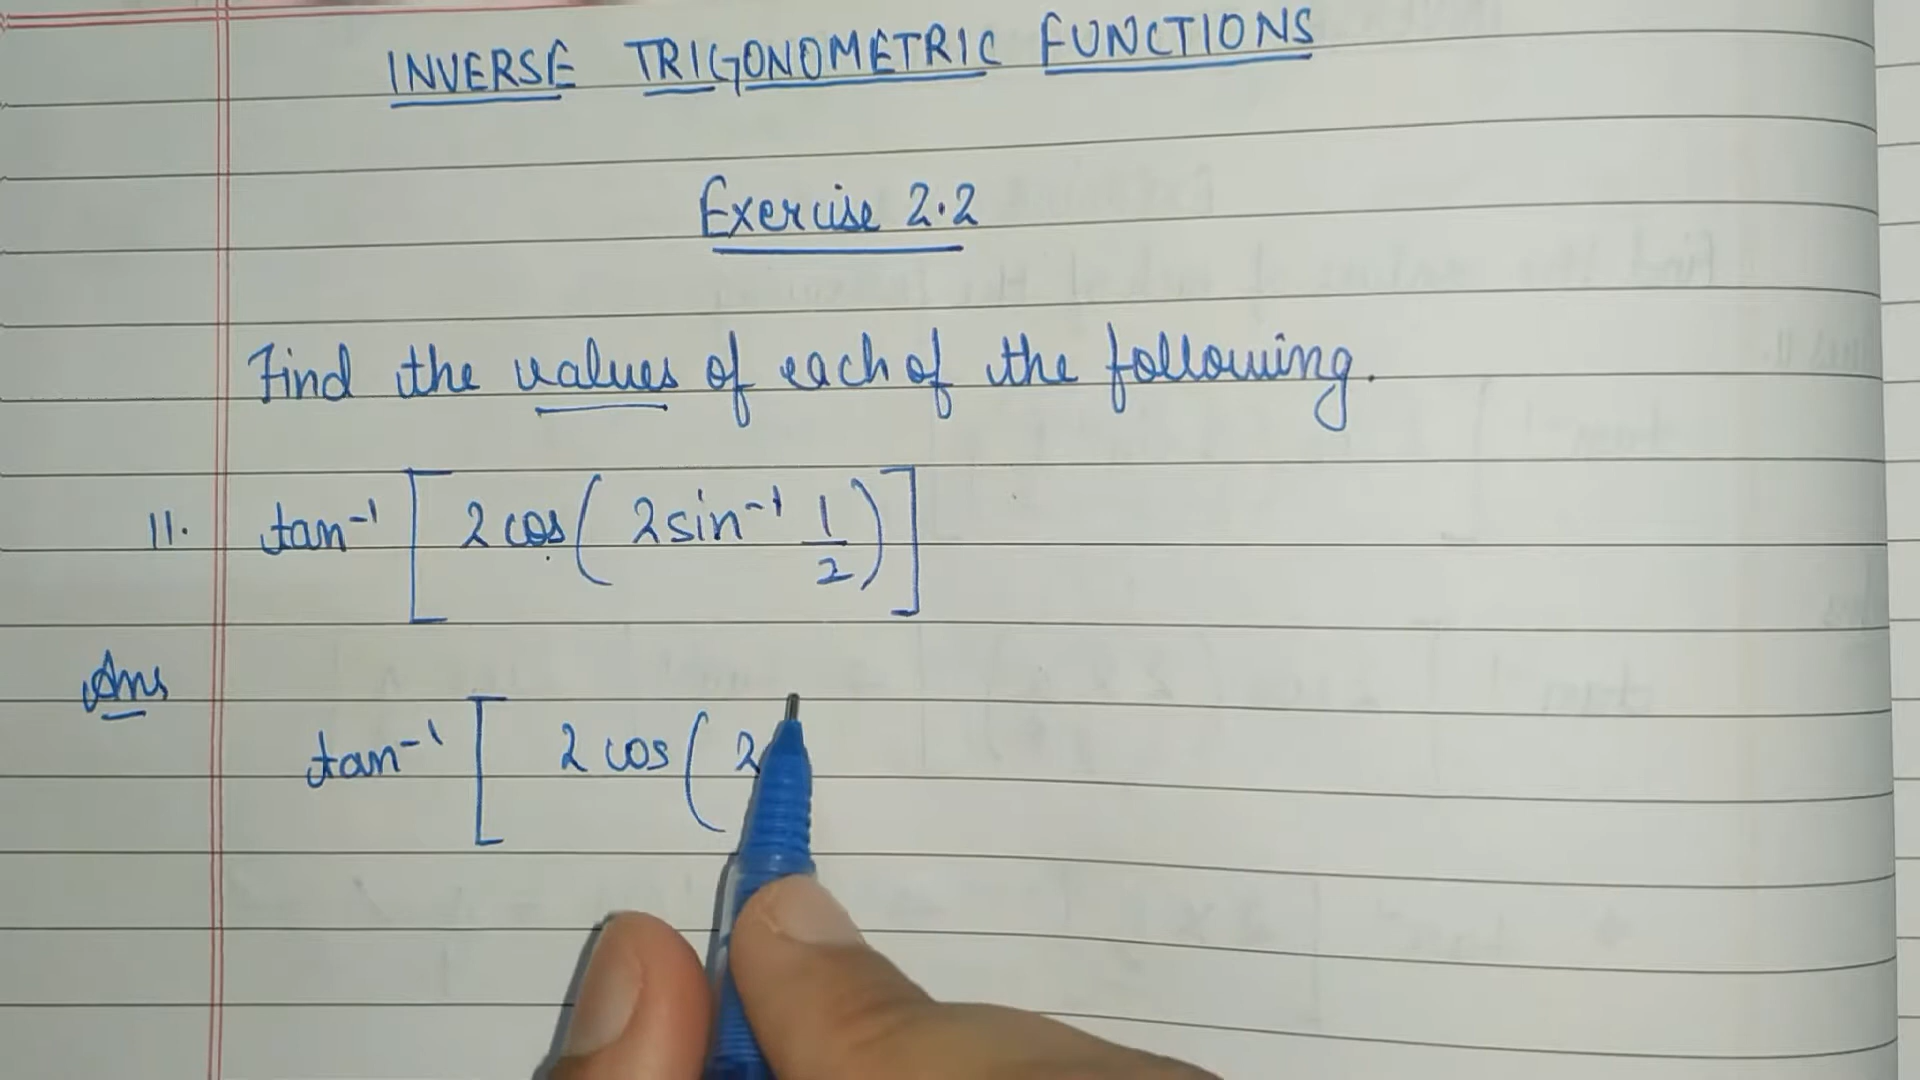 INVERSE TRIGONOMETRIC FUNCTIONS
Exercise 2.2
Find the values of each of the following.
11. tan⁻¹ [ 2 cos ( 2 sin⁻¹ 1/2 ) ]
Ans
tan⁻¹ [ 2 cos ( 2